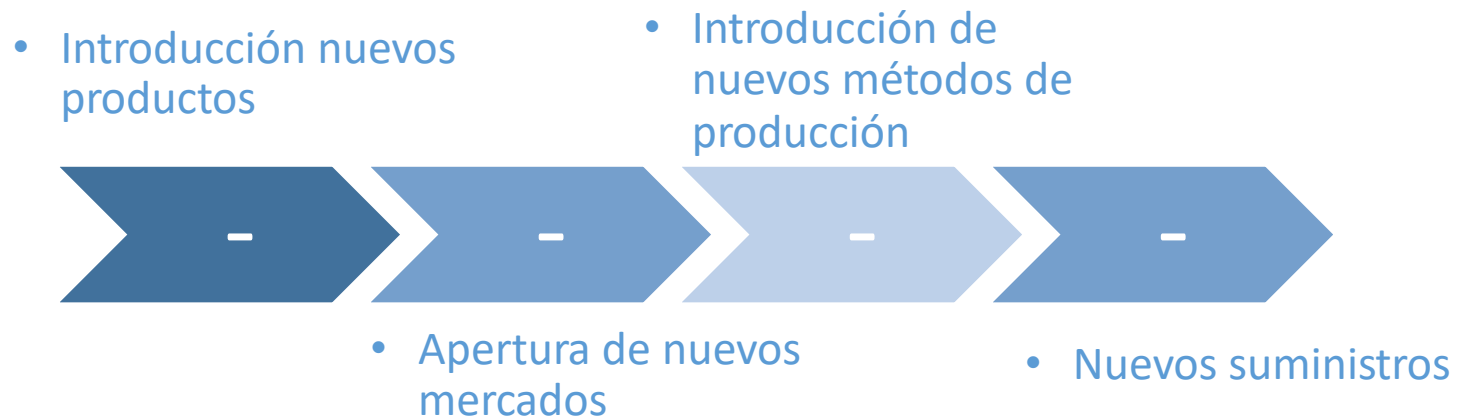 • Introducción nuevos
productos
• Introducción de
nuevos métodos de
producción
-
-
-
-
• Apertura de nuevos
mercados
• Nuevos suministros